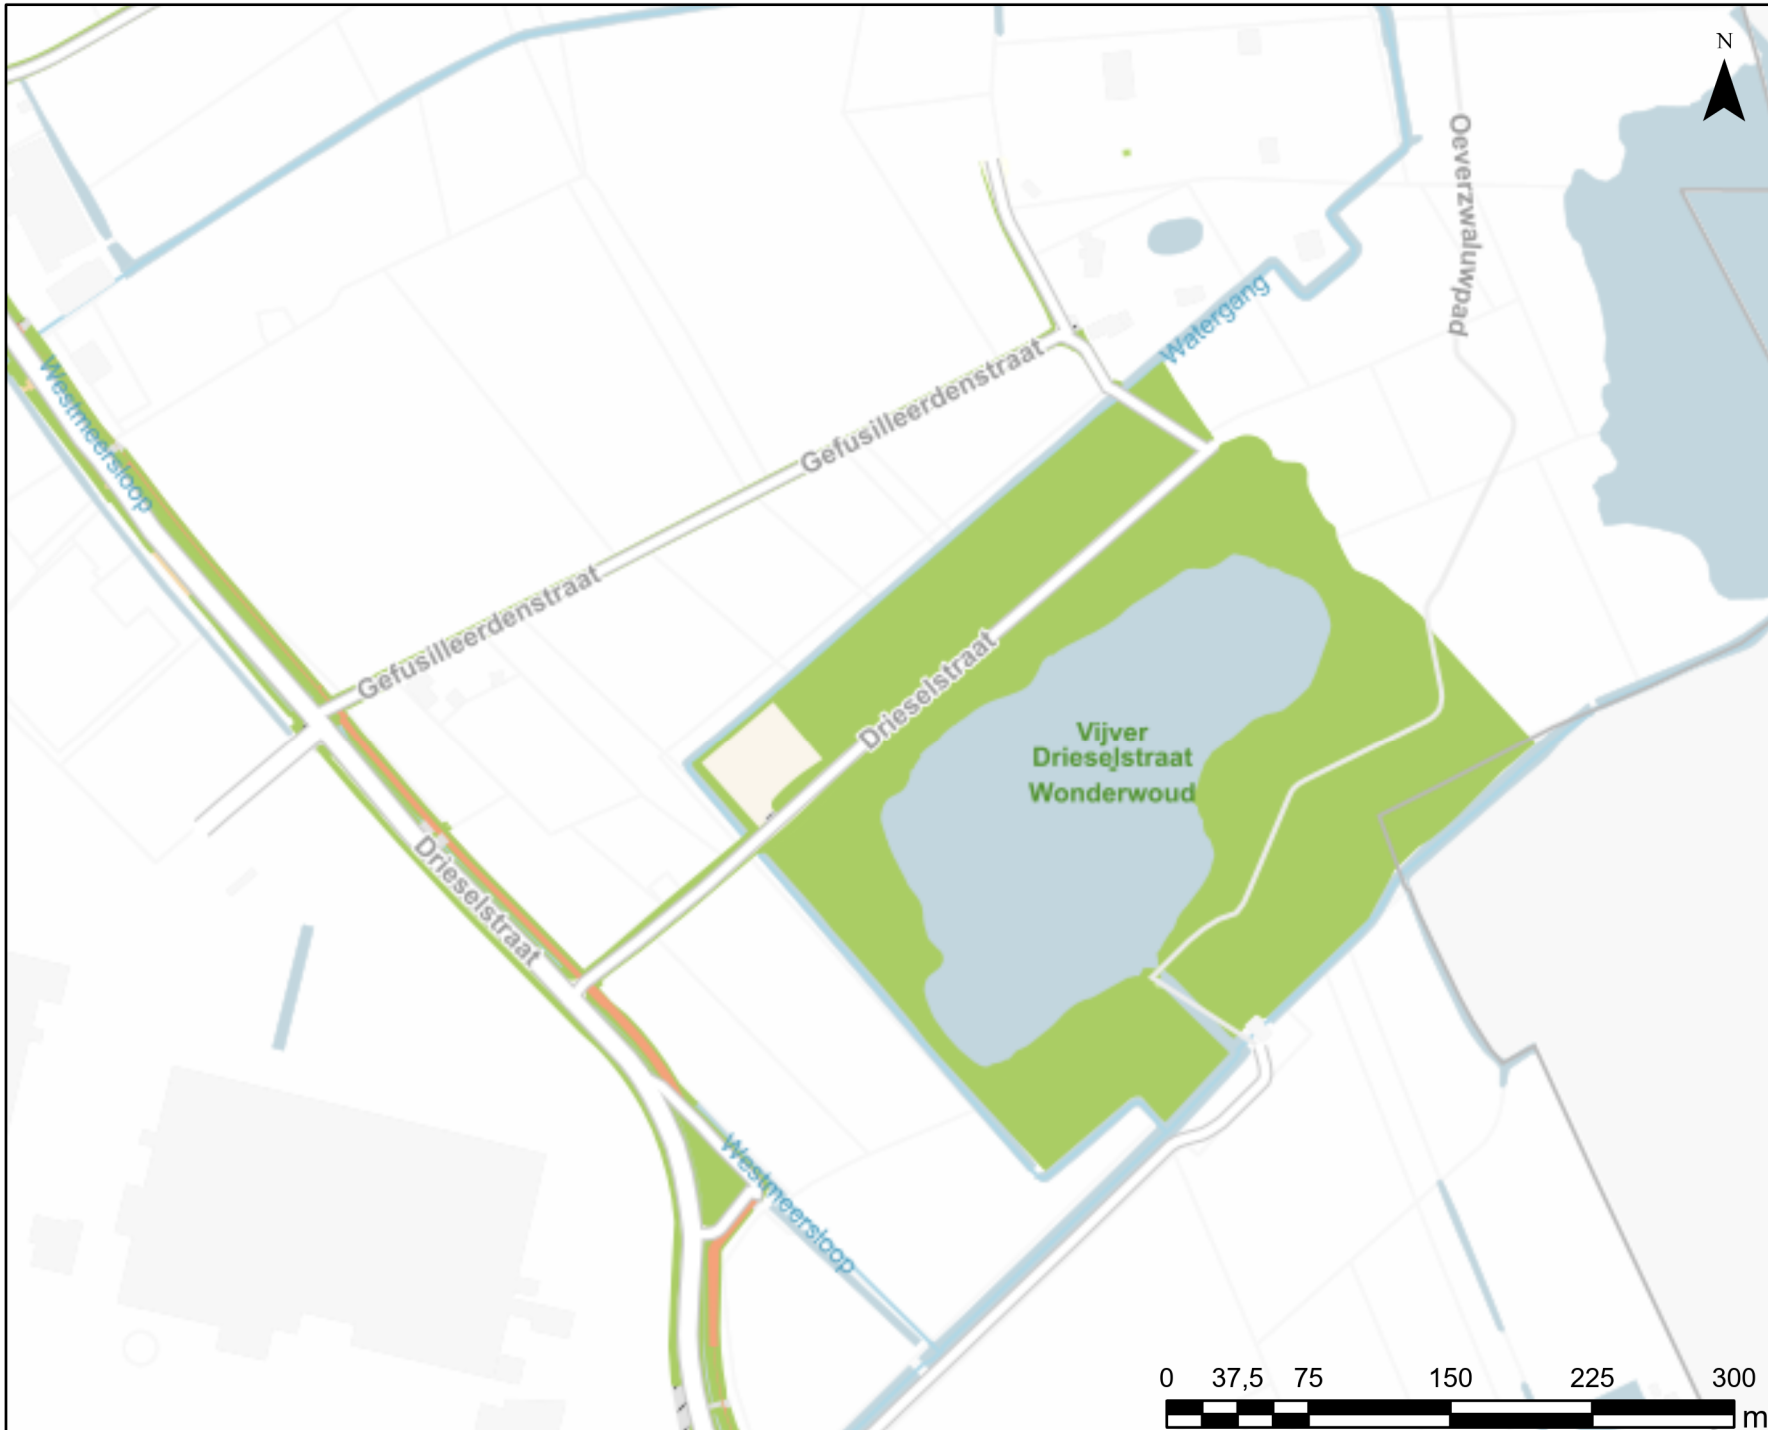 N
Oeverzwaluwpad
Watergang
Westmeersloop
Gefusilleerdenstraat
Gefusilleerdenstraat
Drieselstraat
Vijver
Drieselstraat
Wonderwoud
Drieselstraat
Westmeersloop
0 37,5 75 150 225 300
m